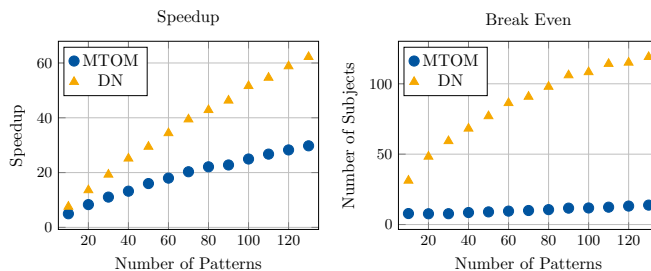 Speedup
MTOM
DN
60
40
20
0
Speedup
20 40 60 80 100 120
Number of Patterns
Break Even
MTOM
DN
100
50
0
Number of Subjects
20 40 60 80 100 120
Number of Patterns